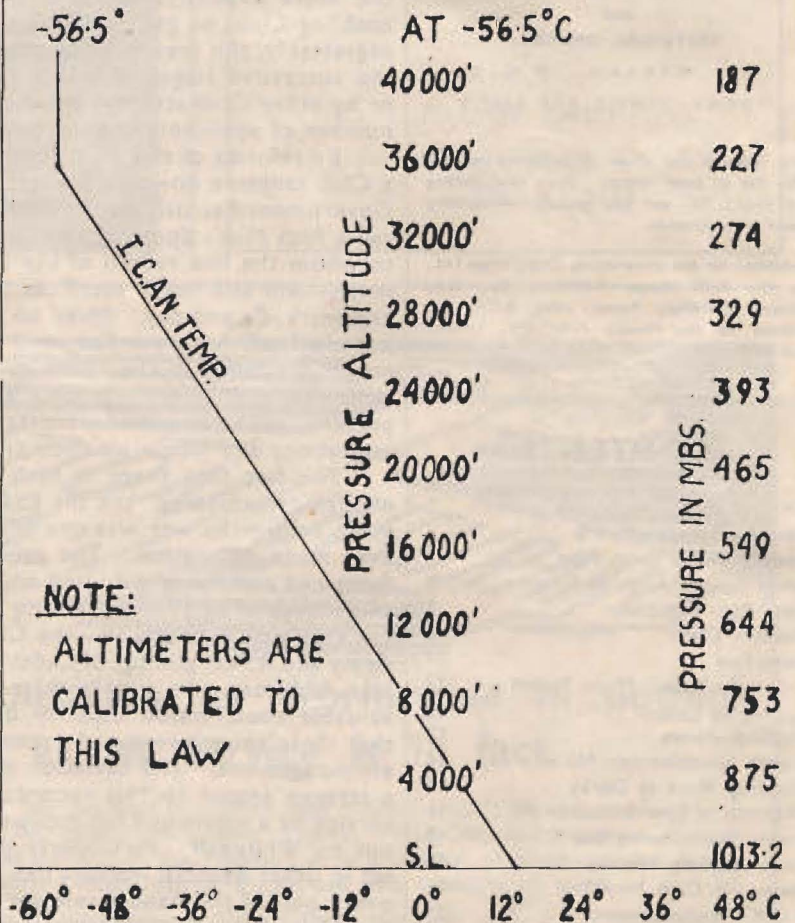 -56·5° AT -56·5°C
40000' 187
36000' 227
32000' 274
28000' 329
24000' 393
20000' 465
16000' 549
12000' 644
8000' 753
4000' 875
S.L. 1013·2
I.C.AN TEMP.
PRESSURE ALTITUDE
PRESSURE IN MBS.
NOTE:
ALTIMETERS ARE
CALIBRATED TO
THIS LAW
-60° -48° -36° -24° -12° 0° 12° 24° 36° 48°C